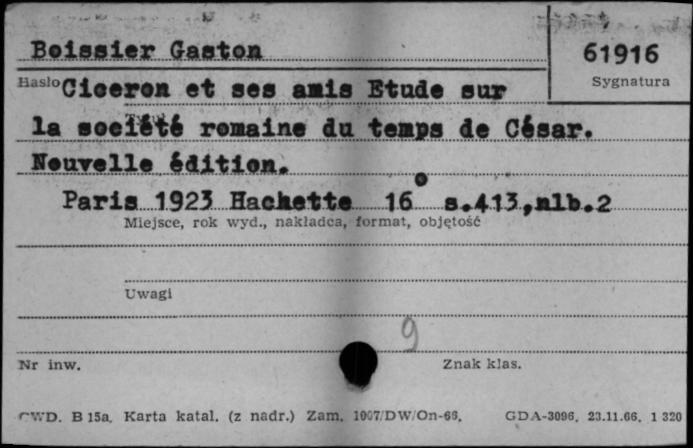 Boissier Gaston
61916
Hasło
Sygnatura
Ciceron et ses amis Etude sur
la société romaine du temps de César.
Nouvelle édition.
Paris 1923 Hachette 16° s.413,nlb.2
Miejsce, rok wyd., nakładca, format, objętość
Uwagi
9
Nr inw.
Znak klas.
CWD. B 15a. Karta katal. (z nadr.) Zam. 1007/DW/On-66. GDA-3096. 23.11.66. 1 320